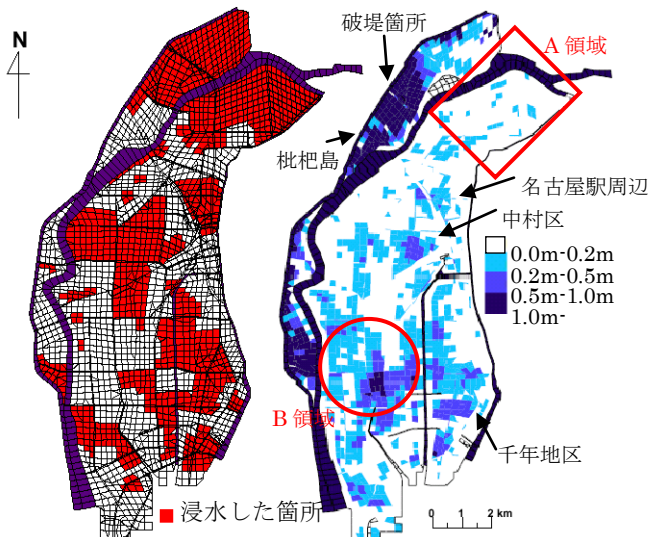 N
破堤箇所
A 領域
枇杷島
名古屋駅周辺
中村区
0.0m-0.2m
0.2m-0.5m
0.5m-1.0m
1.0m-
B 領域
千年地区
浸水した箇所
0 1 2 km